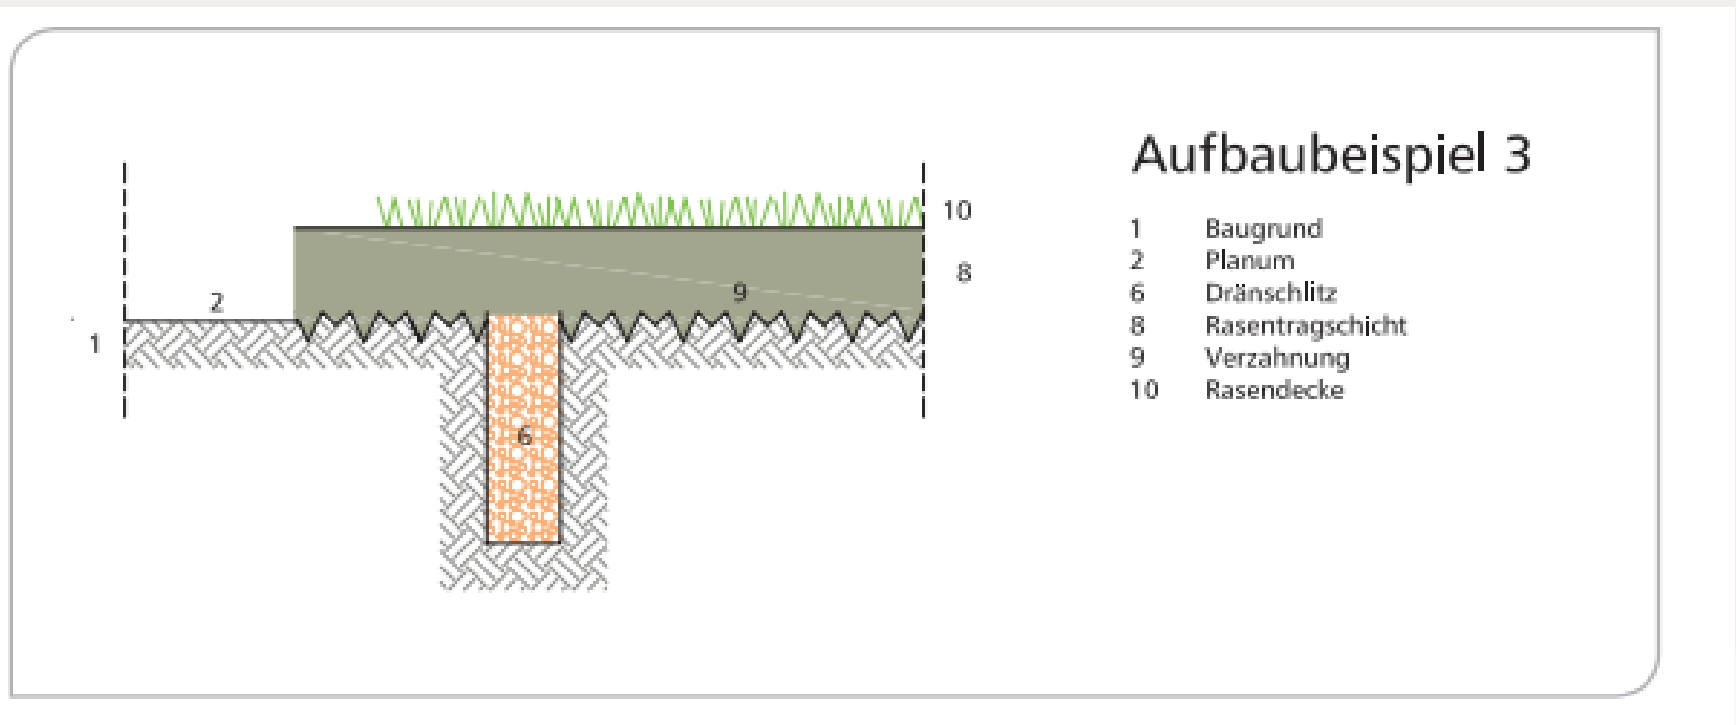 Aufbaubeispiel 3
10
1 Baugrund
8
2 Planum
9
6 Dränschlitz
2
8 Rasentragschicht
1
9 Verzahnung
10 Rasendecke
6